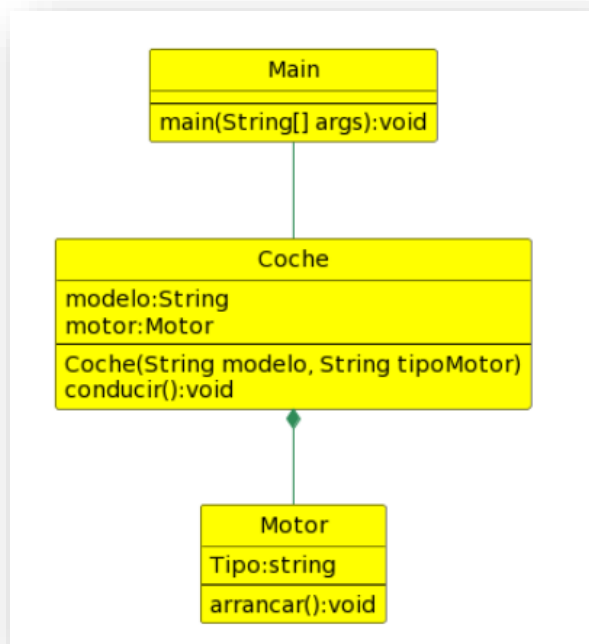 Main
main(String[] args):void
Coche
modelo:String
motor:Motor
Coche(String modelo, String tipoMotor)
conducir():void
Motor
Tipo:string
arrancar():void